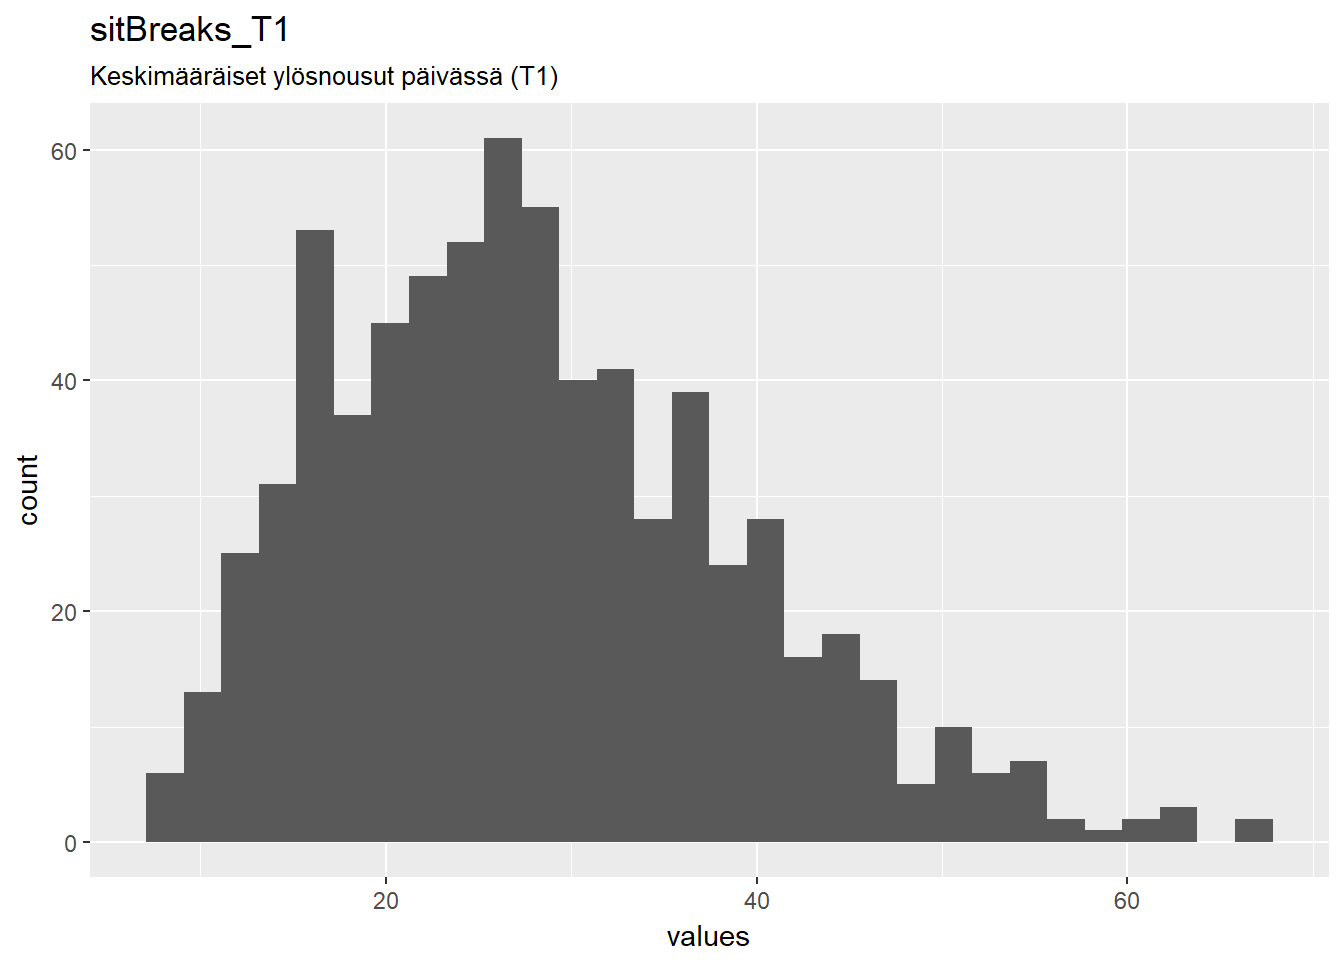 sitBreaks_T1
Keskimääräiset ylösnousut päivässä (T1)
60
40
20
0
count
20 40 60
values